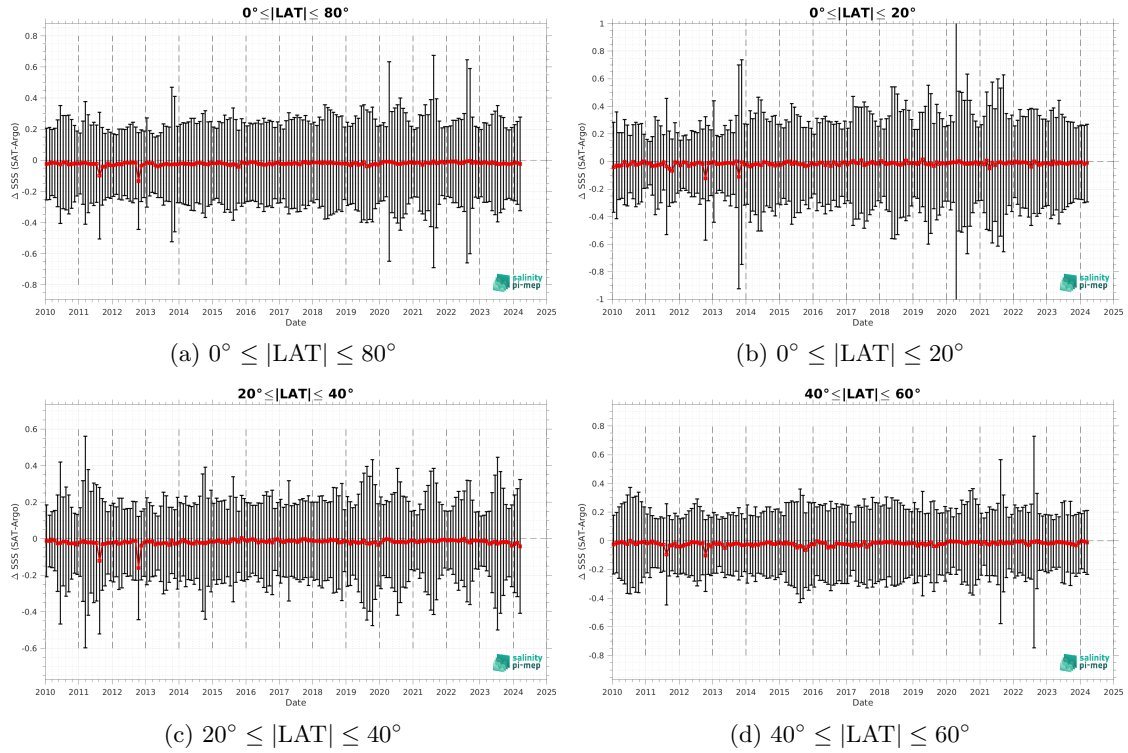 0°≤|LAT|≤ 80°
Δ SSS (SAT-Argo)
0.8
0.6
0.4
0.2
0
-0.2
-0.4
-0.6
-0.8
2010 2011 2012 2013 2014 2015 2016 2017 2018 2019 2020 2021 2022 2023 2024 2025
Date
salinity
pi-mep
(a) 0° ≤ |LAT| ≤ 80°
0°≤|LAT|≤ 20°
Δ SSS (SAT-Argo)
1
0.8
0.6
0.4
0.2
0
-0.2
-0.4
-0.6
-0.8
-1
2010 2011 2012 2013 2014 2015 2016 2017 2018 2019 2020 2021 2022 2023 2024 2025
Date
salinity
pi-mep
(b) 0° ≤ |LAT| ≤ 20°
20°≤|LAT|≤ 40°
Δ SSS (SAT-Argo)
0.6
0.4
0.2
0
-0.2
-0.4
-0.6
2010 2011 2012 2013 2014 2015 2016 2017 2018 2019 2020 2021 2022 2023 2024 2025
Date
salinity
pi-mep
(c) 20° ≤ |LAT| ≤ 40°
40°≤|LAT|≤ 60°
Δ SSS (SAT-Argo)
0.8
0.6
0.4
0.2
0
-0.2
-0.4
-0.6
-0.8
2010 2011 2012 2013 2014 2015 2016 2017 2018 2019 2020 2021 2022 2023 2024 2025
Date
salinity
pi-mep
(d) 40° ≤ |LAT| ≤ 60°